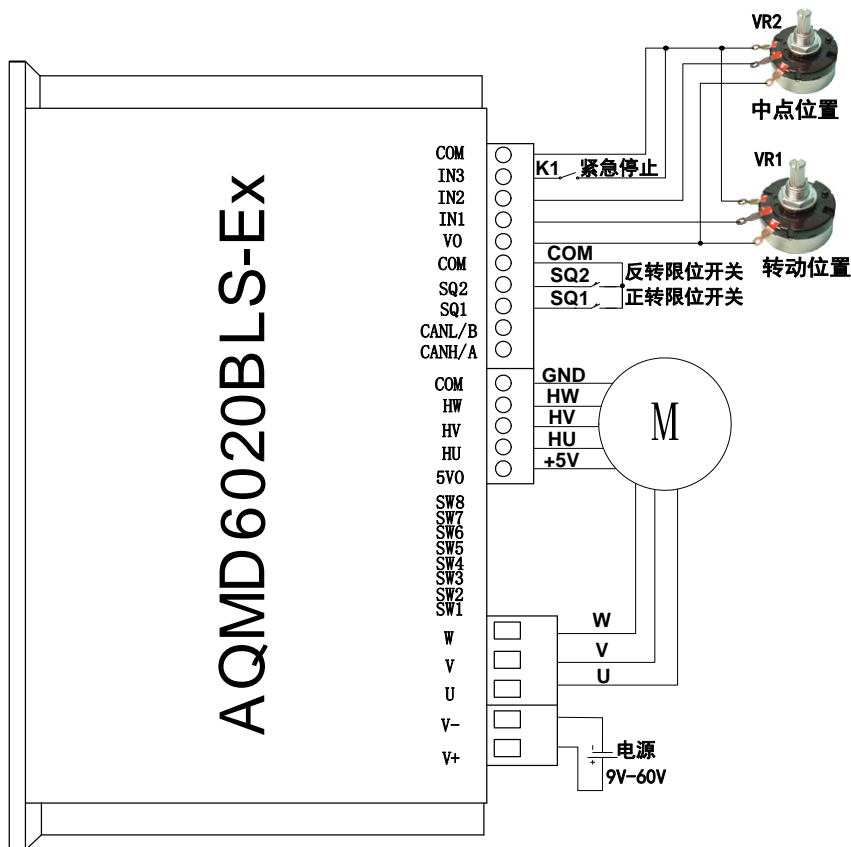 VR2
中点位置
VR1
转动位置
AQMD6020BLS-Ex
COM
IN3
IN2
IN1
VO
COM
SQ2
SQ1
CANL/B
CANH/A
COM
HW
HV
HU
5VO
SW8
SW7
SW6
SW5
SW4
SW3
SW2
SW1
W
V
U
V-
V+
K1 紧急停止
COM
SQ2 反转限位开关
SQ1 正转限位开关
GND
HW
HV
HU
+5V
M
W
V
U
- 电源
+ 9V-60V